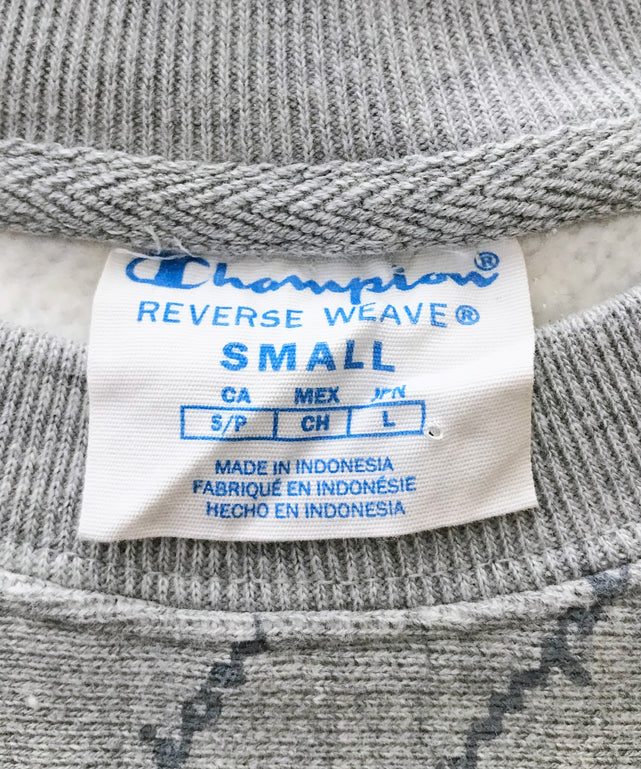 Champion®
REVERSE WEAVE®
SMALL
CA MEX JPN
S/P CH L
MADE IN INDONESIA
FABRIQUÉ EN INDONÉSIE
HECHO EN INDONESIA